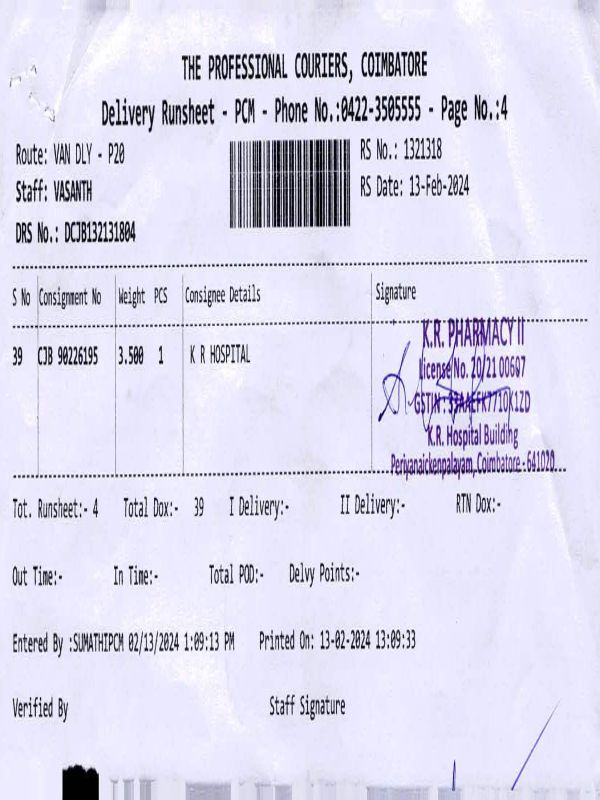 THE PROFESSIONAL COURIERS, COIMBATORE
Delivery Runsheet - PCM - Phone No.:0422-3505555 - Page No.:4
Route: VAN DLY - P20
RS No.: 1321318
Staff: VASANTH
RS Date: 13-Feb-2024
DRS No.: DCJB132131804
S No Consignment No Weight PCS Consignee Details Signature
39 CJB 90226195 3.500 1 K R HOSPITAL
K.R. PHARMACY II
License No. 20/21 00607
GSTIN :
K.R. Hospital Building
Periyanaickenpalayam, Coimbatore - 641020.
Tot. Runsheet:- 4 Total Dox:- 39 I Delivery:- II Delivery:- RTN Dox:-
Out Time:- In Time:- Total POD:- Delvy Points:-
Entered By :SUMATHIPCM 02/13/2024 1:09:13 PM Printed On: 13-02-2024 13:09:33
Verified By Staff Signature